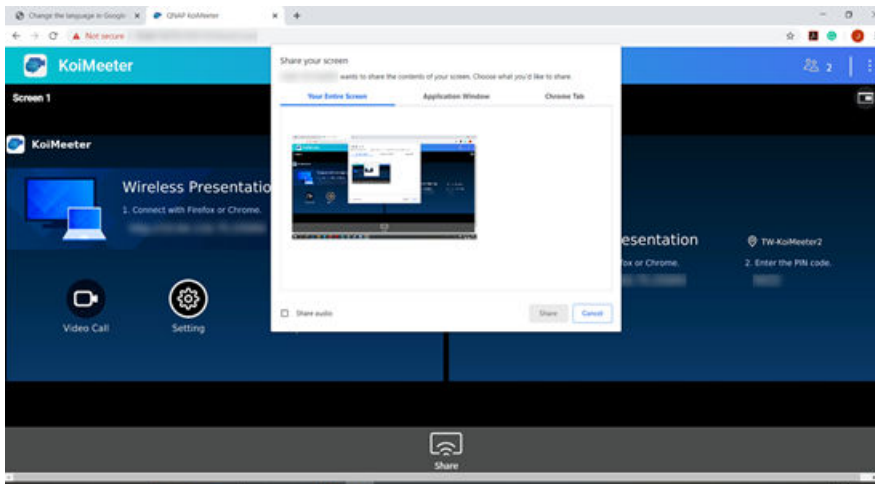 Change the language in Googl
QNAP KoiMeeter
Not secure
KoiMeeter
2
Screen 1
Share your screen
wants to share the contents of your screen. Choose what you'd like to share.
Your Entire Screen
Application Window
Chrome Tab
KoiMeeter
Wireless Presentatio
1. Connect with Firefox or Chrome.
Video Call
Setting
Share audio
Share
Cancel
esentation
fox or Chrome.
TW-KoiMeeter2
2. Enter the PIN code.
Share